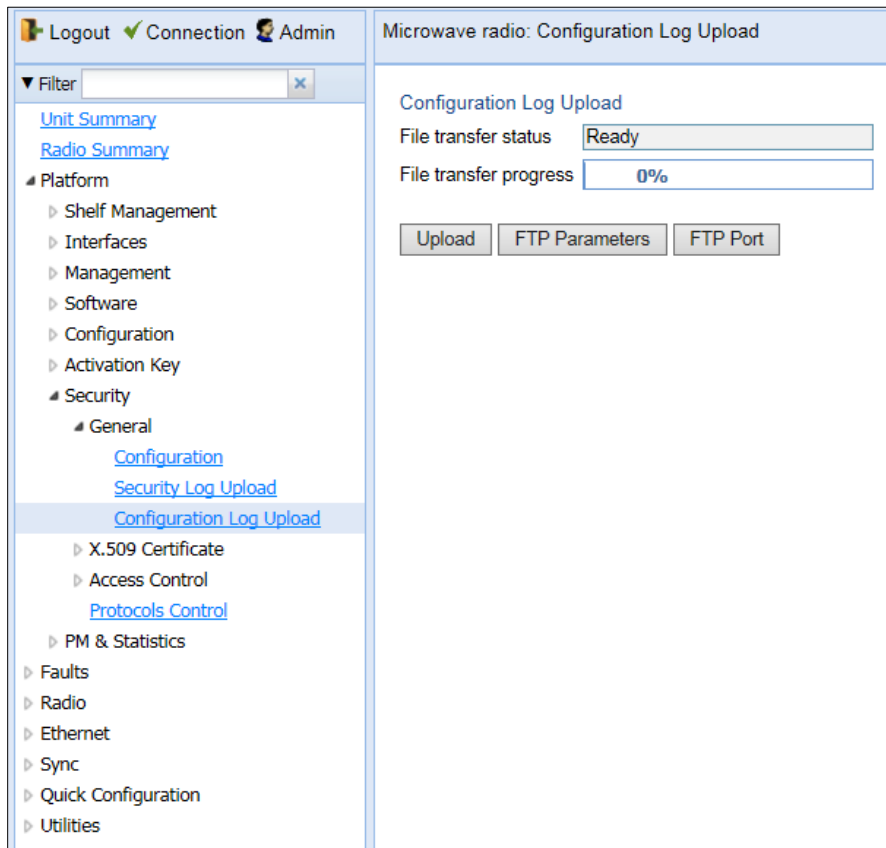 Logout Connection Admin
Filter
Unit Summary
Radio Summary
Platform
Shelf Management
Interfaces
Management
Software
Configuration
Activation Key
Security
General
Configuration
Security Log Upload
Configuration Log Upload
X.509 Certificate
Access Control
Protocols Control
PM & Statistics
Faults
Radio
Ethernet
Sync
Quick Configuration
Utilities
Microwave radio: Configuration Log Upload
Configuration Log Upload
File transfer status Ready
File transfer progress 0%
Upload FTP Parameters FTP Port